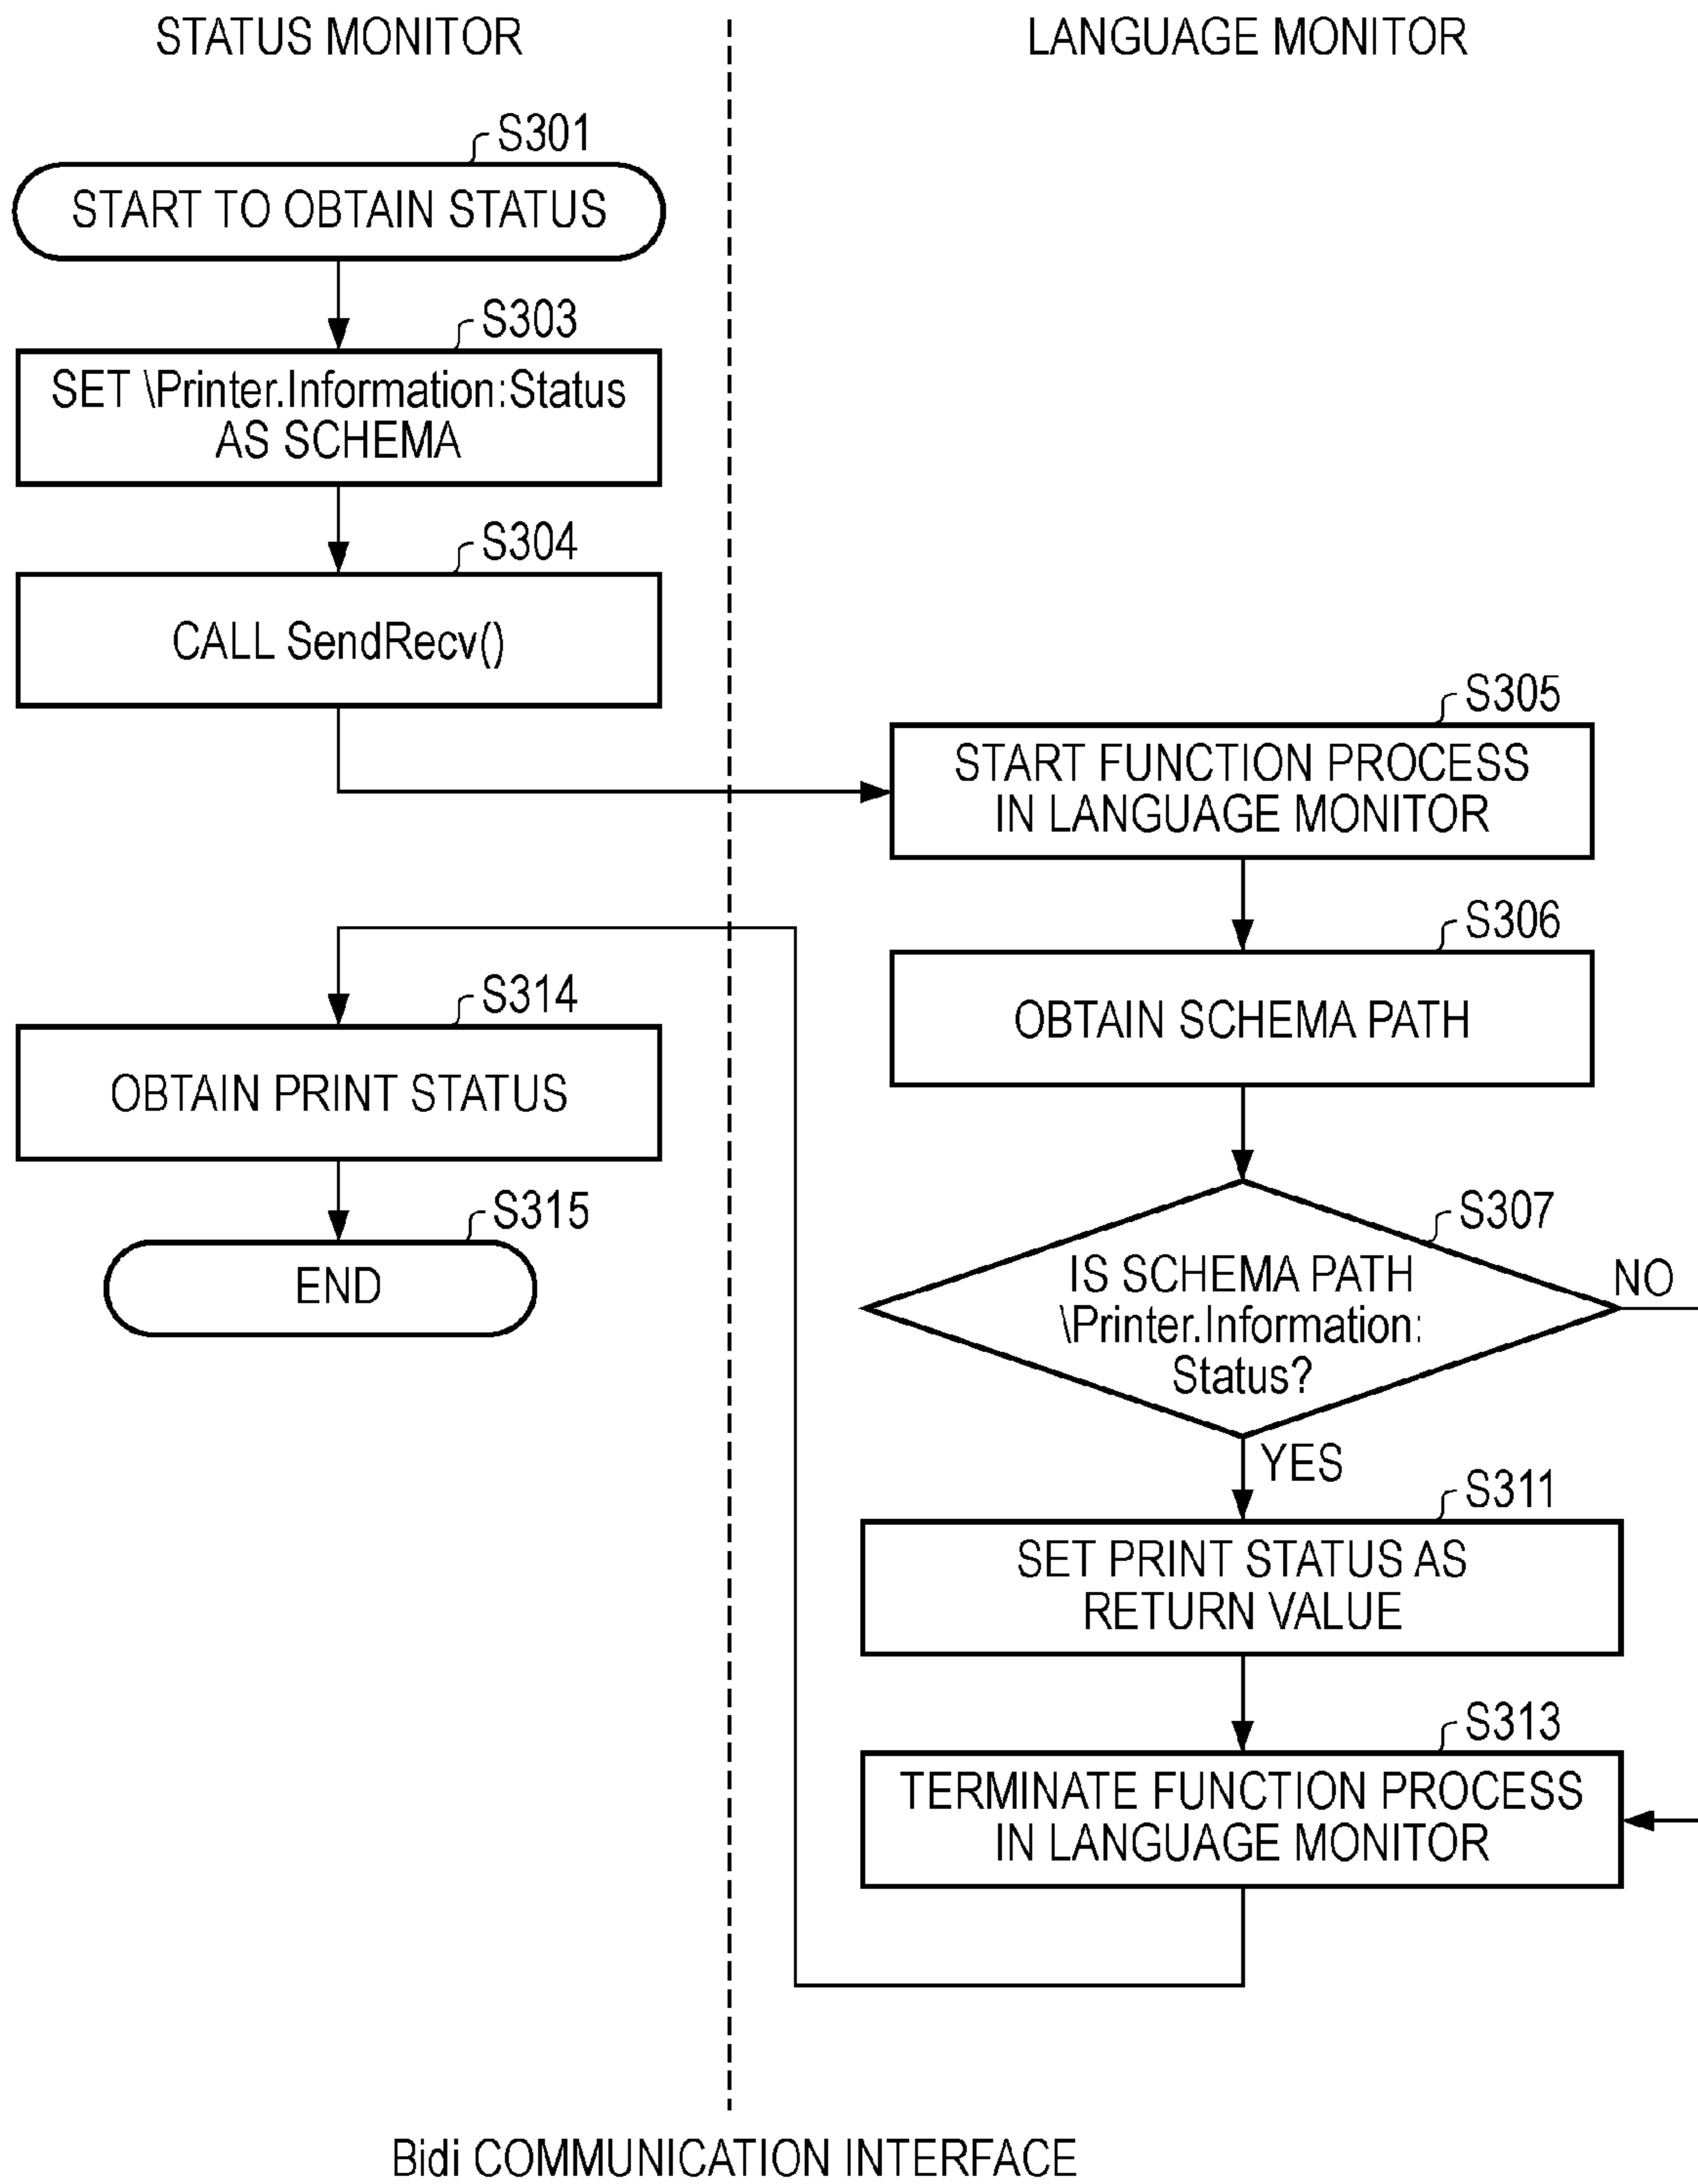 STATUS MONITOR
LANGUAGE MONITOR
S301
START TO OBTAIN STATUS
S303
SET \Printer.Information:Status
AS SCHEMA
S304
CALL SendRecv()
S305
START FUNCTION PROCESS
IN LANGUAGE MONITOR
S306
OBTAIN SCHEMA PATH
S314
OBTAIN PRINT STATUS
S315
END
S307
IS SCHEMA PATH
\Printer.Information:
Status?
NO
YES
S311
SET PRINT STATUS AS
RETURN VALUE
S313
TERMINATE FUNCTION PROCESS
IN LANGUAGE MONITOR
Bidi COMMUNICATION INTERFACE